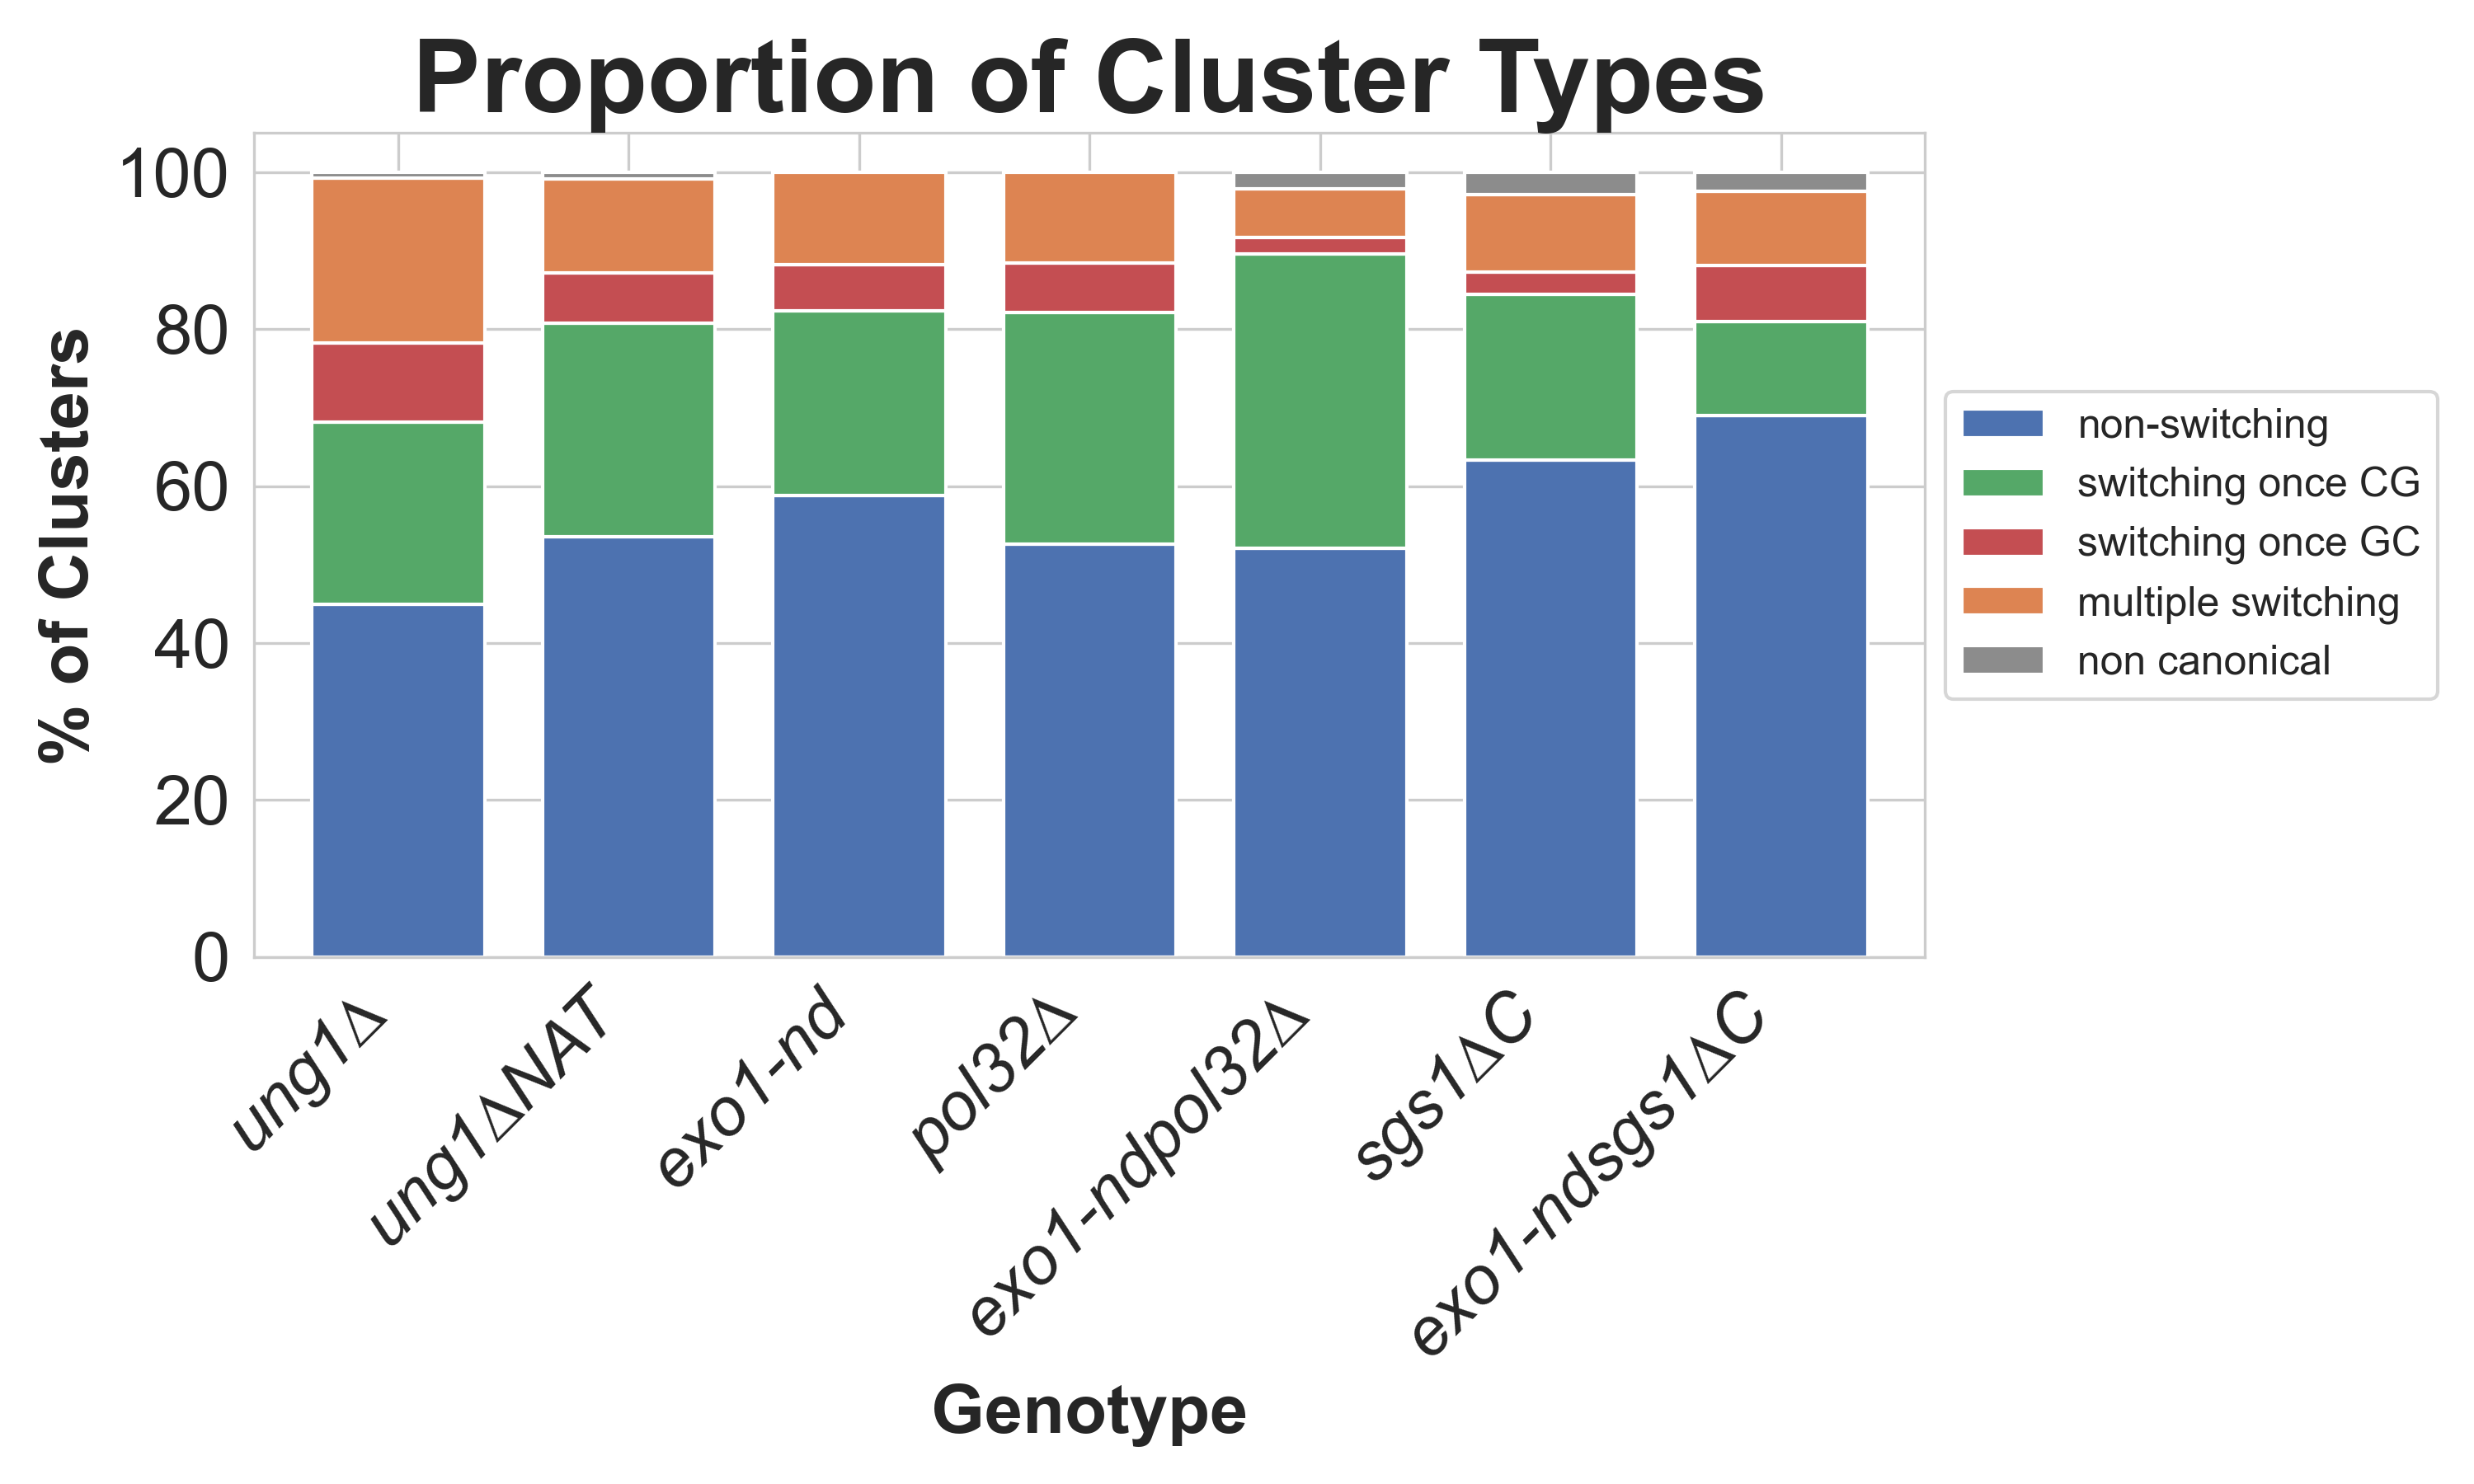 Proportion of Cluster Types
% of Clusters
100
80
60
40
20
0
ung1Δ
ung1ΔNAT
exo1-nd
pol32Δ
exo1-ndpol32Δ
sgs1ΔC
exo1-ndsgs1ΔC
Genotype
non-switching
switching once CG
switching once GC
multiple switching
non canonical